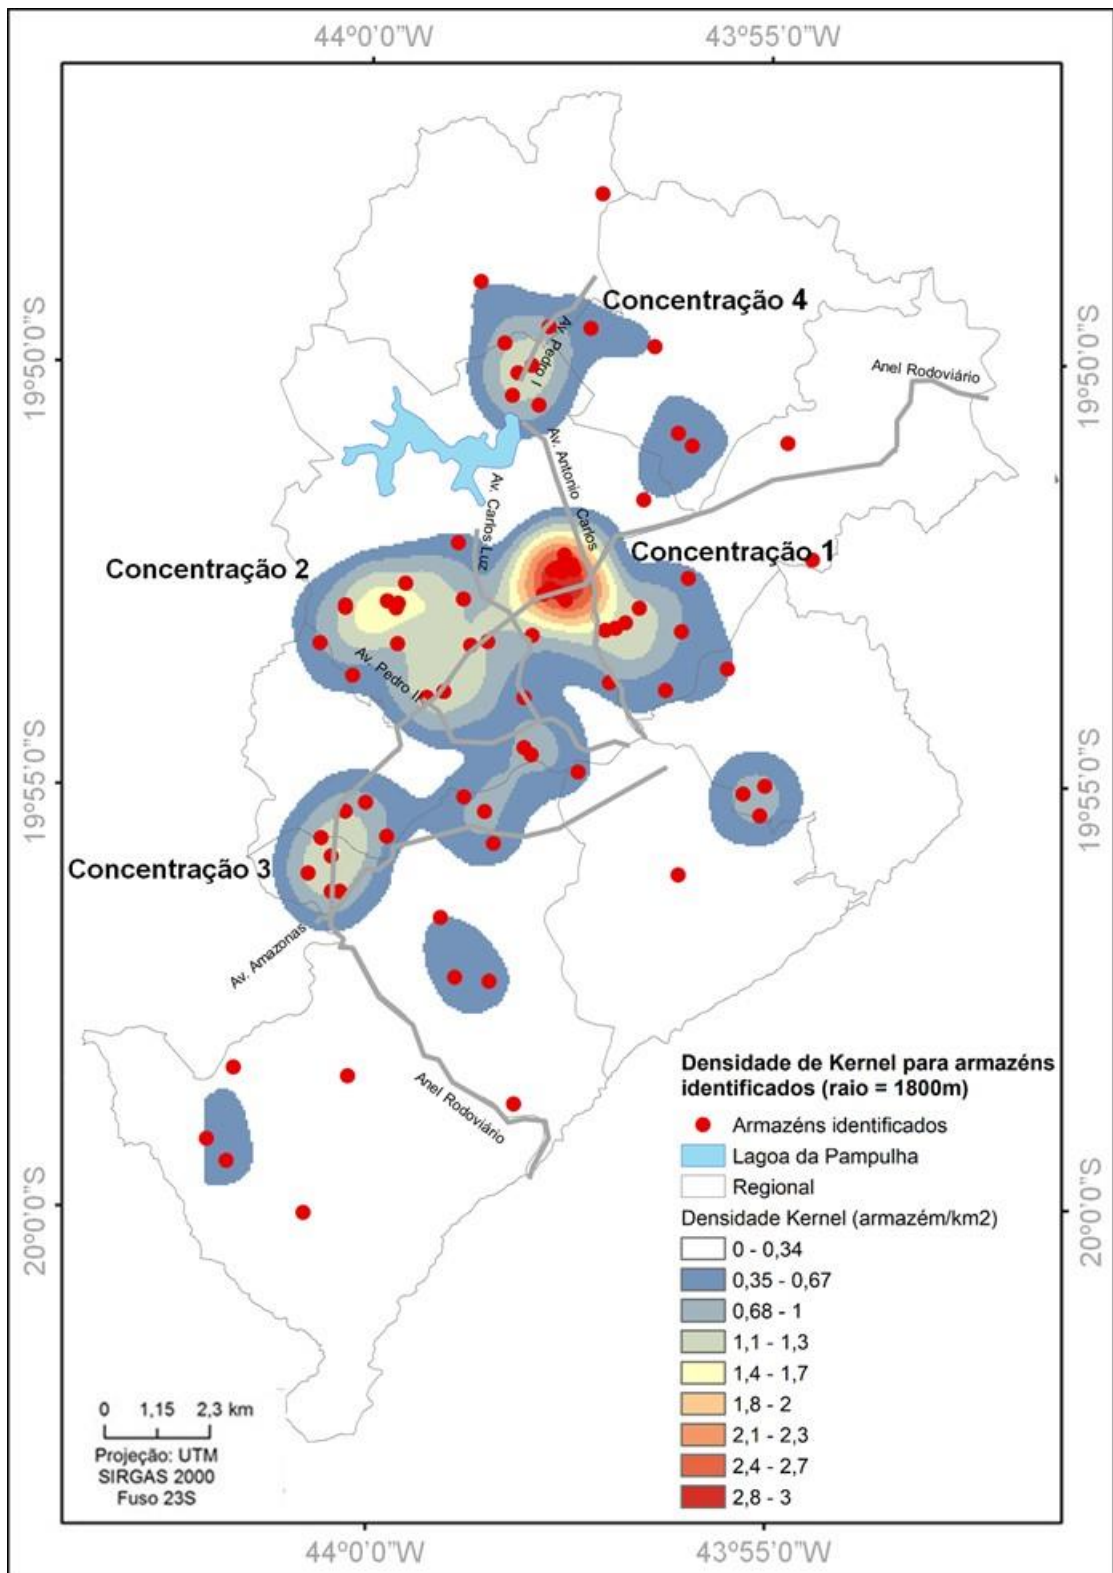 44°0'0"W
43°55'0"W
Concentração 4
Av. Pedro I
19°50'0"S
19°50'0"S
Anel Rodoviário
Av. Antonio Carlos
Av. Carlos Luz
Concentração 1
Concentração 2
Av. Pedro II
19°55'0"S
19°55'0"S
Concentração 3
Av. Amazonas
Anel Rodoviário
Densidade de Kernel para armazéns
identificados (raio = 1800m)
Armazéns identificados
Lagoa da Pampulha
Regional
Densidade Kernel (armazém/km2)
0 - 0,34
0,35 - 0,67
0,68 - 1
1,1 - 1,3
1,4 - 1,7
1,8 - 2
2,1 - 2,3
2,4 - 2,7
2,8 - 3
20°0'0"S
20°0'0"S
0 1,15 2,3 km
Projeção: UTM
SIRGAS 2000
Fuso 23S
44°0'0"W
43°55'0"W